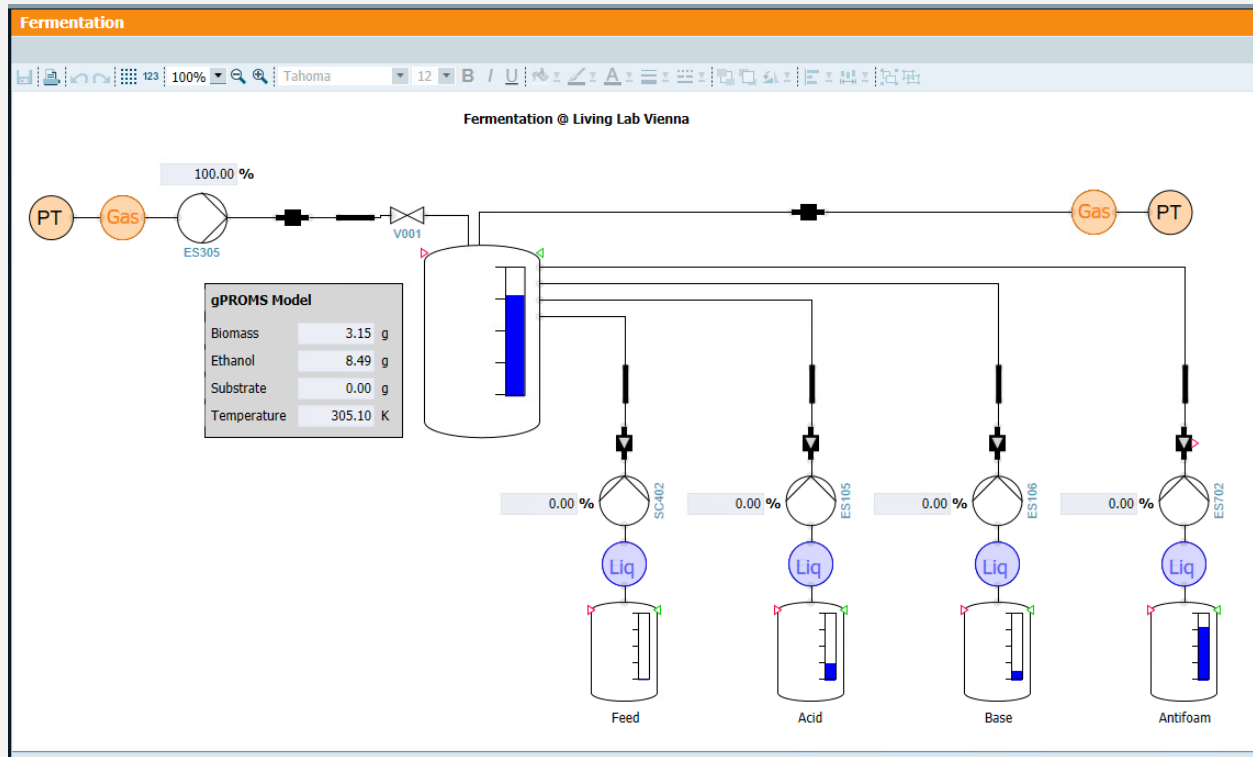 Fermentation
123 100% Tahoma 12 B I U A
Fermentation @ Living Lab Vienna
100.00 %
PT Gas ES305 V001 Gas PT
gPROMS Model
Biomass 3.15 g
Ethanol 8.49 g
Substrate 0.00 g
Temperature 305.10 K
0.00 % SC402 0.00 % ES105 0.00 % ES106 0.00 % ES702
Liq Liq Liq Liq
Feed Acid Base Antifoam